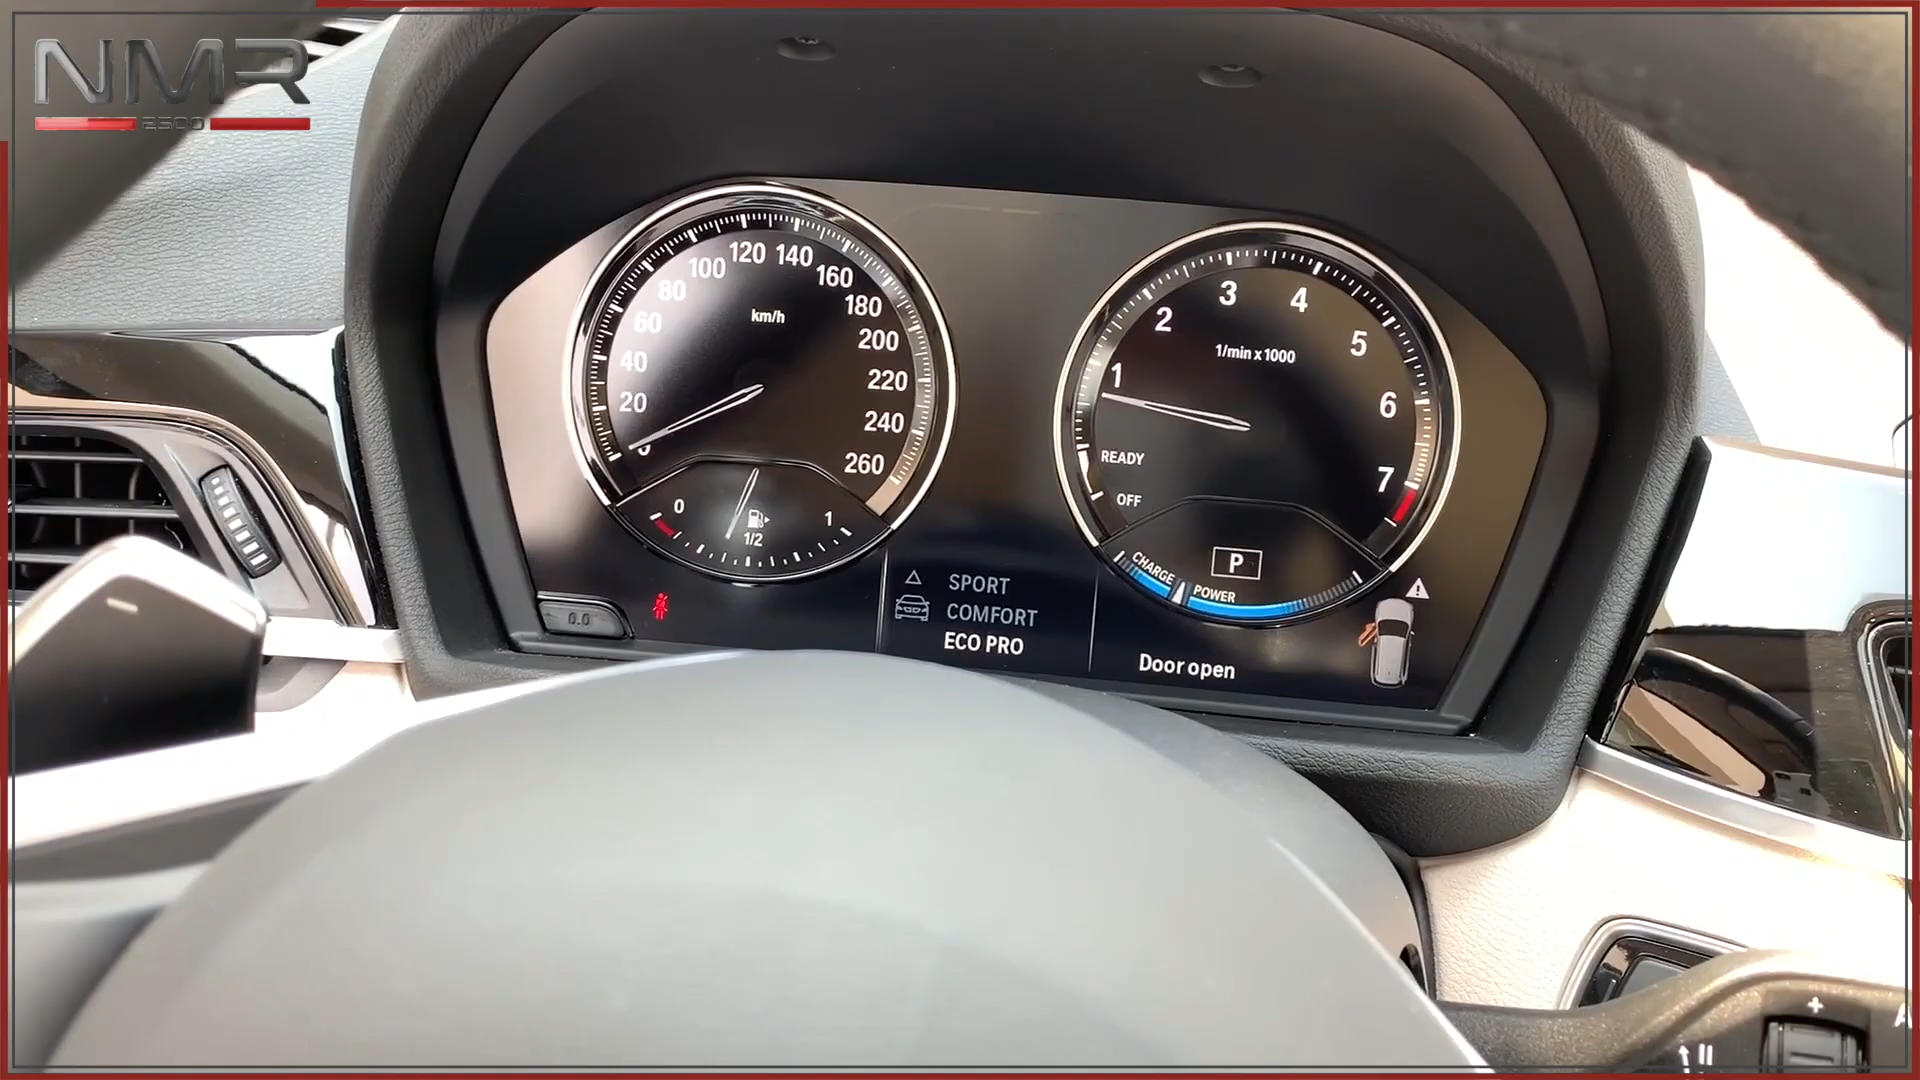 NMR
2500
120 140
100 160
80 180
60 km/h 200
40 220
20 240
260
0 1
1/2
3 4
2 5
1/min x 1000
1 6
READY 7
OFF
P
CHARGE POWER
SPORT
COMFORT
ECO PRO
Door open
0.0
+